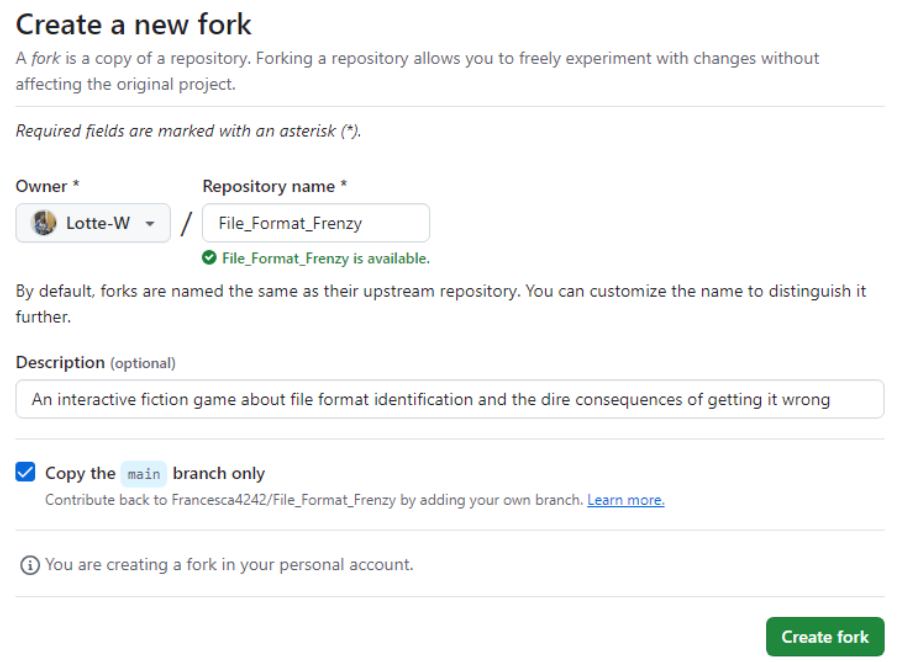 Create a new fork
A fork is a copy of a repository. Forking a repository allows you to freely experiment with changes without
affecting the original project.
Required fields are marked with an asterisk (*).
Owner * Repository name *
Lotte-W / File_Format_Frenzy
File_Format_Frenzy is available.
By default, forks are named the same as their upstream repository. You can customize the name to distinguish it
further.
Description (optional)
An interactive fiction game about file format identification and the dire consequences of getting it wrong
Copy the main branch only
Contribute back to Francesca4242/File_Format_Frenzy by adding your own branch. Learn more.
You are creating a fork in your personal account.
Create fork